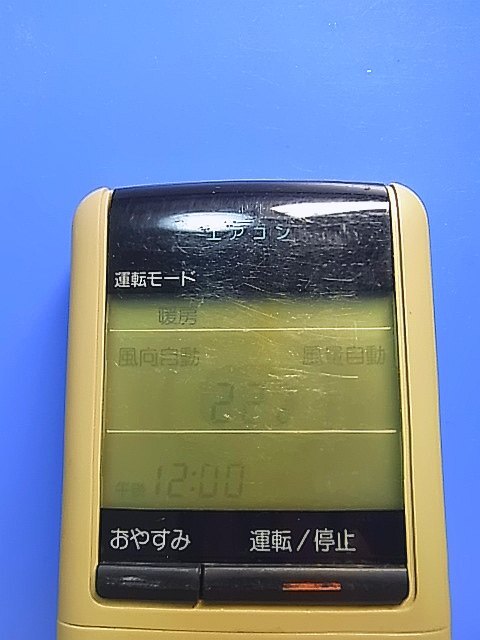 エアコン
運転モード
暖房
風向自動 風量自動
12:00
おやすみ 運転/停止